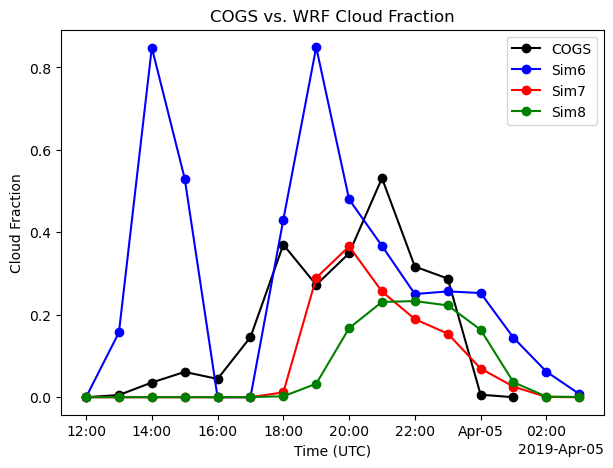 COGS vs. WRF Cloud Fraction
COGS
Sim6
Sim7
Sim8
Cloud Fraction
0.8
0.6
0.4
0.2
0.0
12:00 14:00 16:00 18:00 20:00 22:00 Apr-05 02:00
Time (UTC)
2019-Apr-05